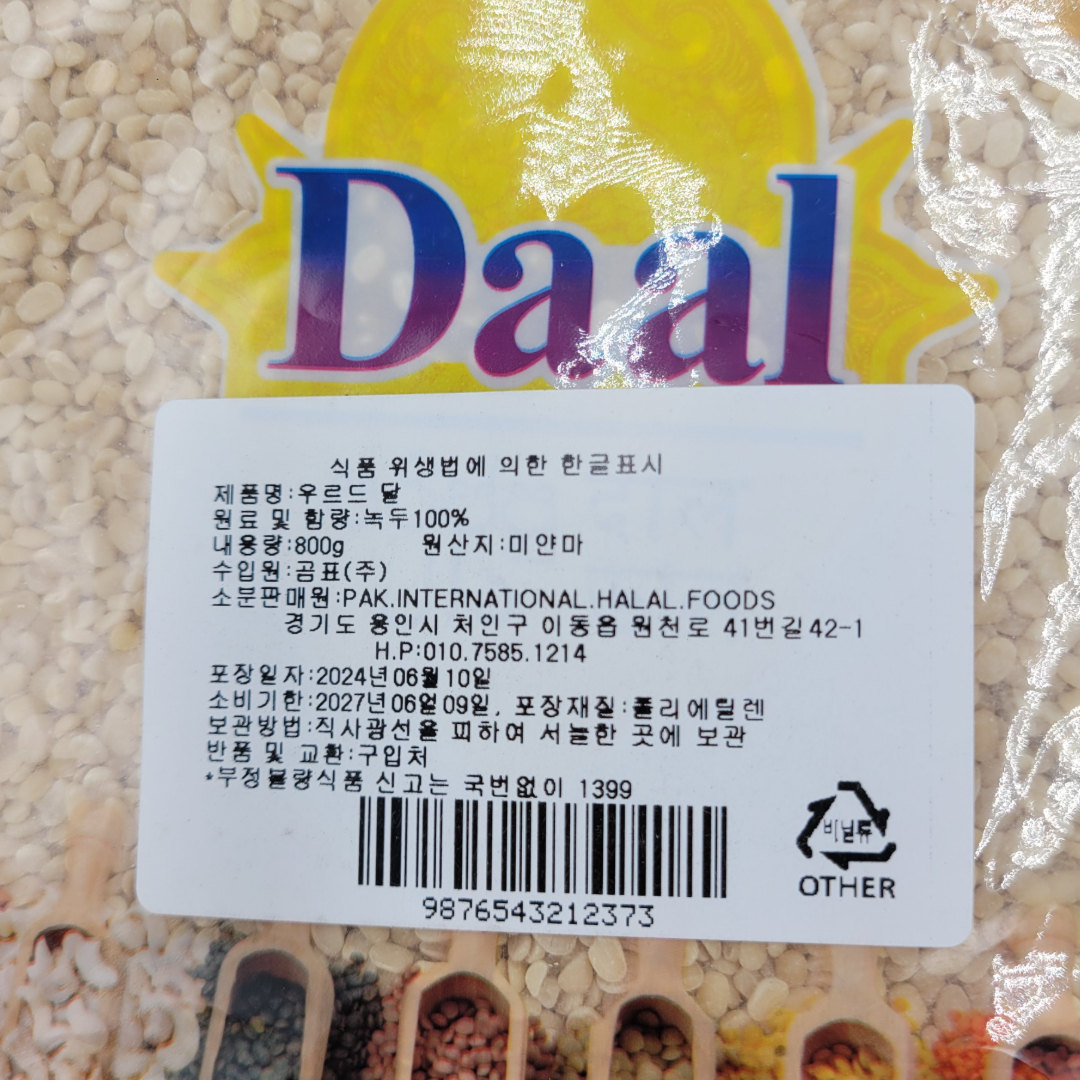 Daal
식품 위생법에 의한 한글표시
제품명:우르드 달
원료 및 함량:녹두100%
내용량:800g 원산지:미얀마
수입원:곰표(주)
소분판매원:PAK.INTERNATIONAL.HALAL.FOODS
경기도 용인시 처인구 이동읍 원천로 41번길42-1
H.P:010.7585.1214
포장일자:2024년06월10일
소비기한:2027년06월09일, 포장재질:폴리에틸렌
보관방법:직사광선을 피하여 서늘한 곳에 보관
반품 및 교환:구입처
*부정불량식품 신고는 국번없이 1399
비닐류
OTHER
9876543212373